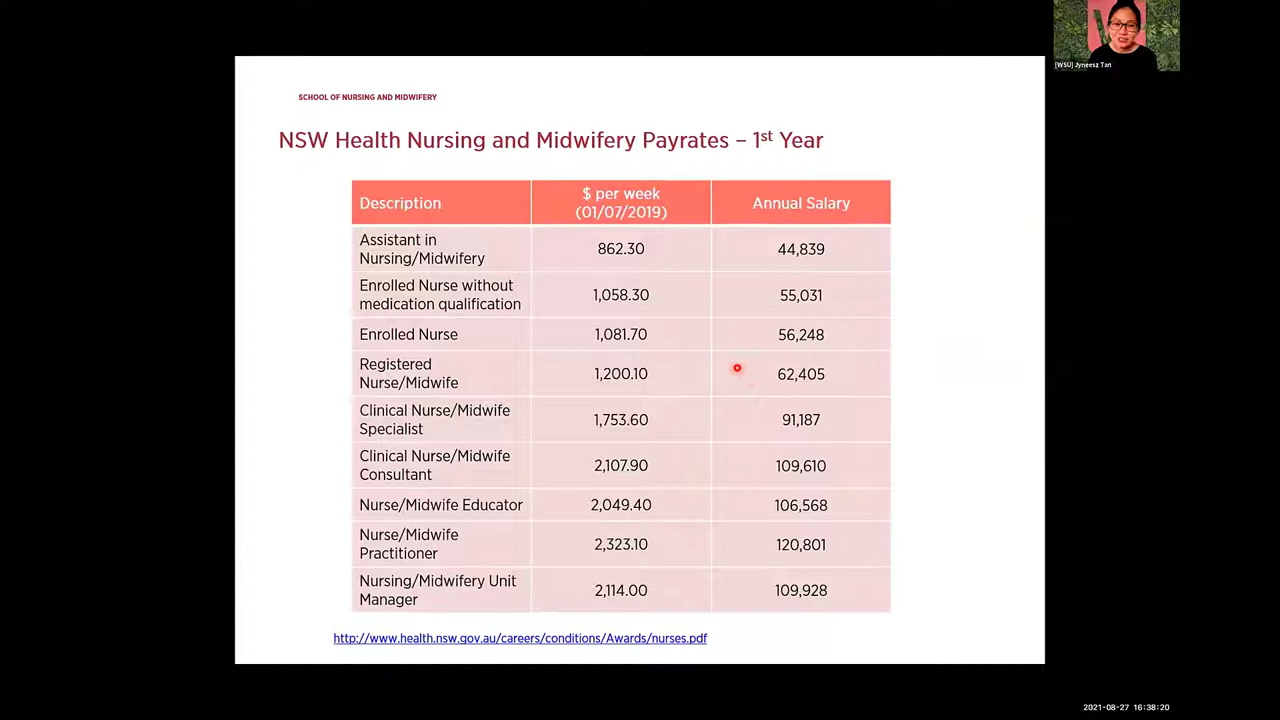 [WSU] Jyneesz Tan
SCHOOL OF NURSING AND MIDWIFERY
NSW Health Nursing and Midwifery Payrates – 1st Year
Description
$ per week
(01/07/2019)
Annual Salary
Assistant in
Nursing/Midwifery
862.30
44,839
Enrolled Nurse without
medication qualification
1,058.30
55,031
Enrolled Nurse
1,081.70
56,248
Registered
Nurse/Midwife
1,200.10
62,405
Clinical Nurse/Midwife
Specialist
1,753.60
91,187
Clinical Nurse/Midwife
Consultant
2,107.90
109,610
Nurse/Midwife Educator
2,049.40
106,568
Nurse/Midwife
Practitioner
2,323.10
120,801
Nursing/Midwifery Unit
Manager
2,114.00
109,928
http://www.health.nsw.gov.au/careers/conditions/Awards/nurses.pdf
2021-08-27 16:38:20